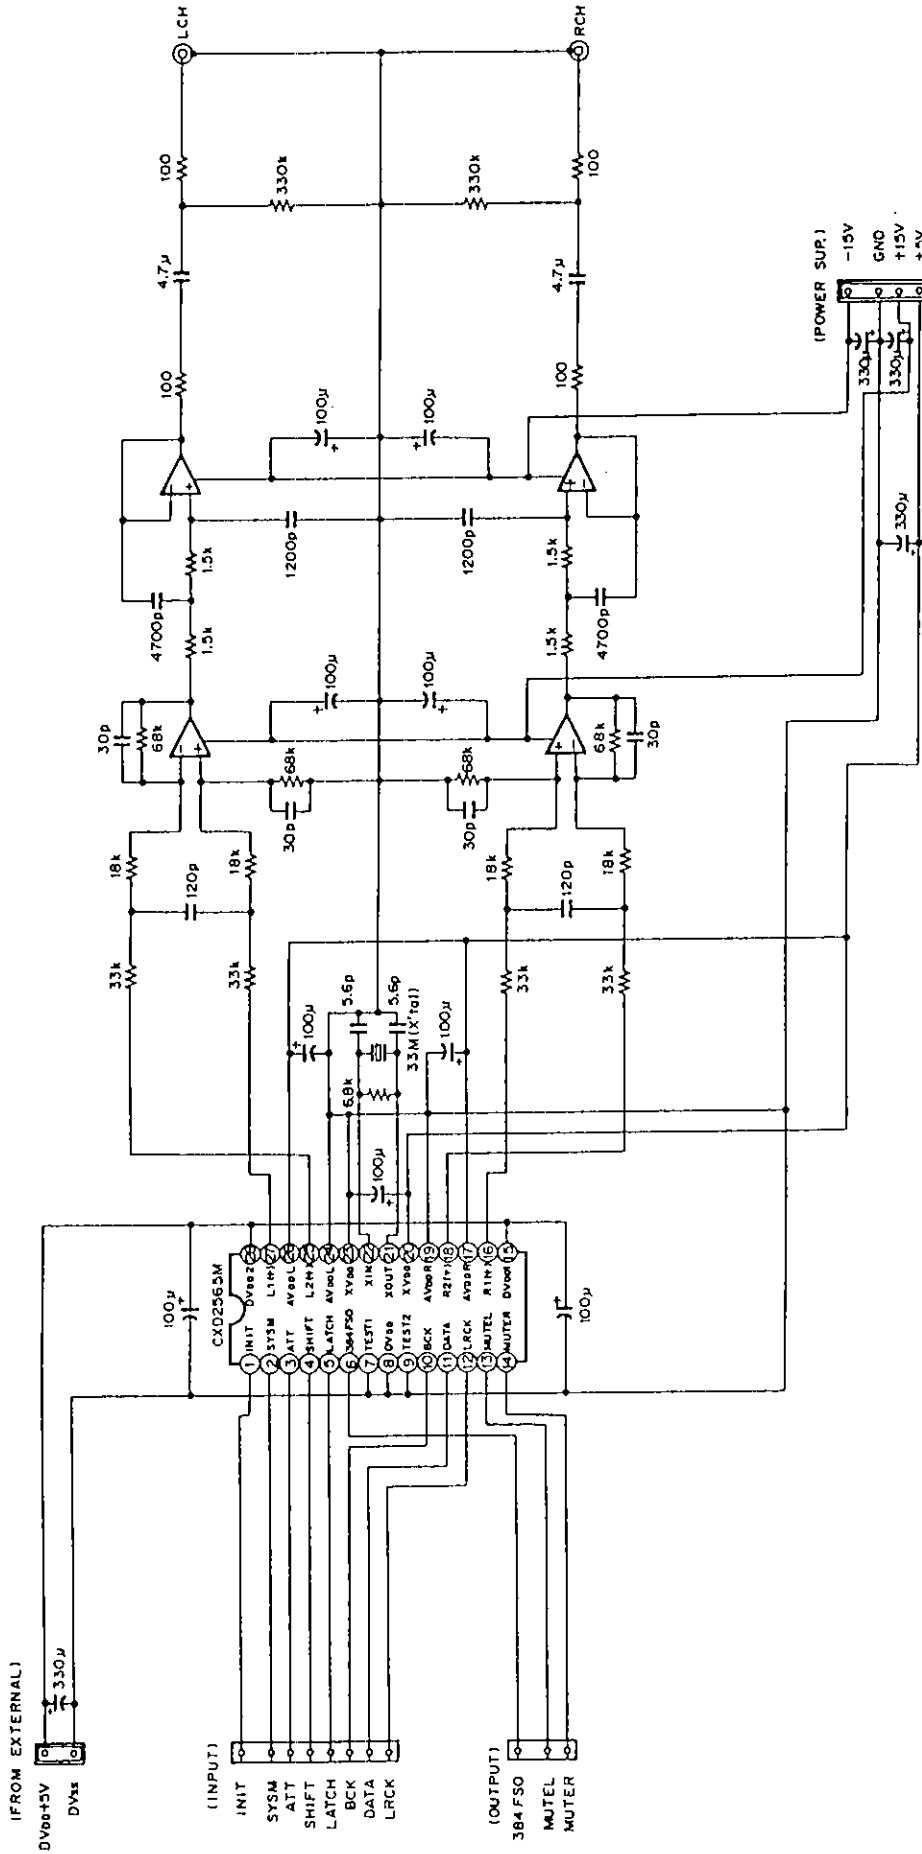 (FROM EXTERNAL)
DVDD+5V
DVSS
330μ
(INPUT)
INIT
SYSM
ATT
SHIFT
LATCH
BCK
DATA
LRCK
(OUTPUT)
384FSO
MUTEL
MUTER
100μ
CXD2565M
1 INIT
2 SYSM
3 ATT
4 SHIFT
5 LATCH
6 384FSO
7 TEST1
8 DVDD
9 TEST2
10 BCK
11 DATA
12 LRCK
13 MUTEL
14 MUTER
28 DVDD2
27 L1(+)
26 AVDDL
25 L2(+)
24 AVDDL
23 XVDD
22 XIN
21 XOUT
20 XVDD
19 AVDDR
18 R2(+)
17 AVDDR
16 R1(+)
15 DVDD1
100μ
100μ
6.8k
100μ
5.6p
5.6p
33M(X'tal)
100μ
33k
33k
120p
18k
18k
33k
33k
120p
18k
18k
30p
68k
68k
30p
68k
30p
68k
30p
100μ
100μ
1.5k
1.5k
4700p
1.5k
1.5k
4700p
1200p
1200p
100μ
100μ
100
100
4.7μ
4.7μ
330k
330k
100
100
LCH
RCH
(POWER SUP.)
-15V
GND
+15V
+5V
330μ
330μ
330μ